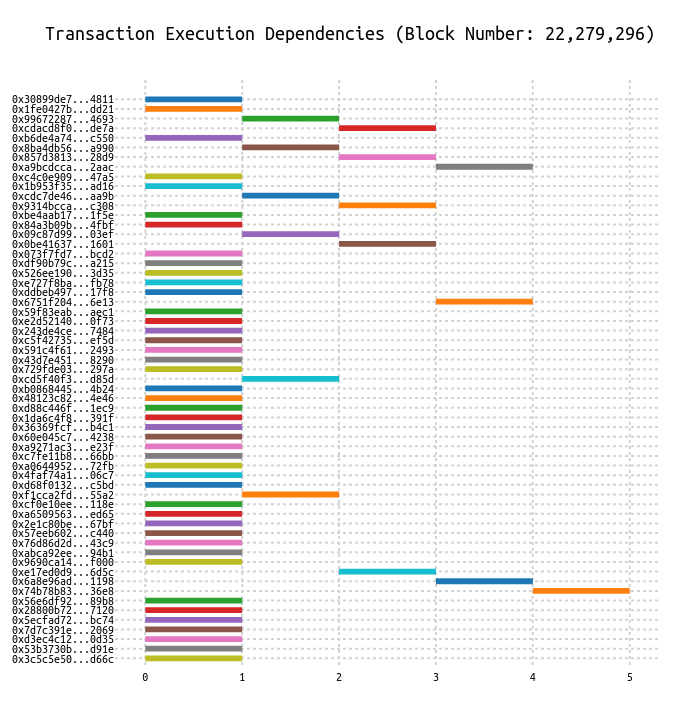 Transaction Execution Dependencies (Block Number: 22,279,296)
0x30899de7...4811
0x1fe0427b...dd21
0x99672287...4693
0xcdacd8f0...de7a
0xb6de4a74...c550
0x8ba4db56...a990
0x857d3813...28d9
0xa9bcdcca...2aac
0xc4c0e909...47a5
0x1b953f35...ad16
0xcdc7de46...aa9b
0x9314bcca...c308
0xbe4aab17...1f5e
0x84a3b09b...4fbf
0x09c87d99...03ef
0x0be41637...1601
0x073f7fd7...bcd2
0xdf90b79c...a215
0x526ee190...3d35
0xe727f8ba...fb78
0xddbeb497...17f8
0x6751f204...6e13
0x59f83eab...aec1
0xe2d52140...0f73
0x243de4ce...7484
0xc5f42735...ef5d
0x591c4f61...2493
0x43d7e451...8290
0x729fde03...297a
0xcd5f40f3...d85d
0xb0868445...4b24
0x48123c82...4e46
0xd88c446f...1ec9
0x1da6c4f8...391f
0x36369fcf...b4c1
0x60e045c7...4238
0xa9271ac3...e23f
0xc7fe11b8...66bb
0xa0644952...72fb
0x4faf74a1...06c7
0xd68f0132...c5bd
0xf1cca2fd...55a2
0xcf0e10ee...118e
0xa6509563...ed65
0x2e1c80be...67bf
0x57eeb602...c440
0x76d86d2d...43c9
0xabca92ee...94b1
0x9690ca14...f000
0xe17ed0d9...6d5c
0x6a8e96ad...1198
0x74b78b83...36e8
0x56e6df92...89b8
0x28800b72...7120
0x5ecfad72...bc74
0x7d7c391e...2069
0xd3ec4c12...0d35
0x53b3730b...d91e
0x3c5c5e50...d66c
0 1 2 3 4 5